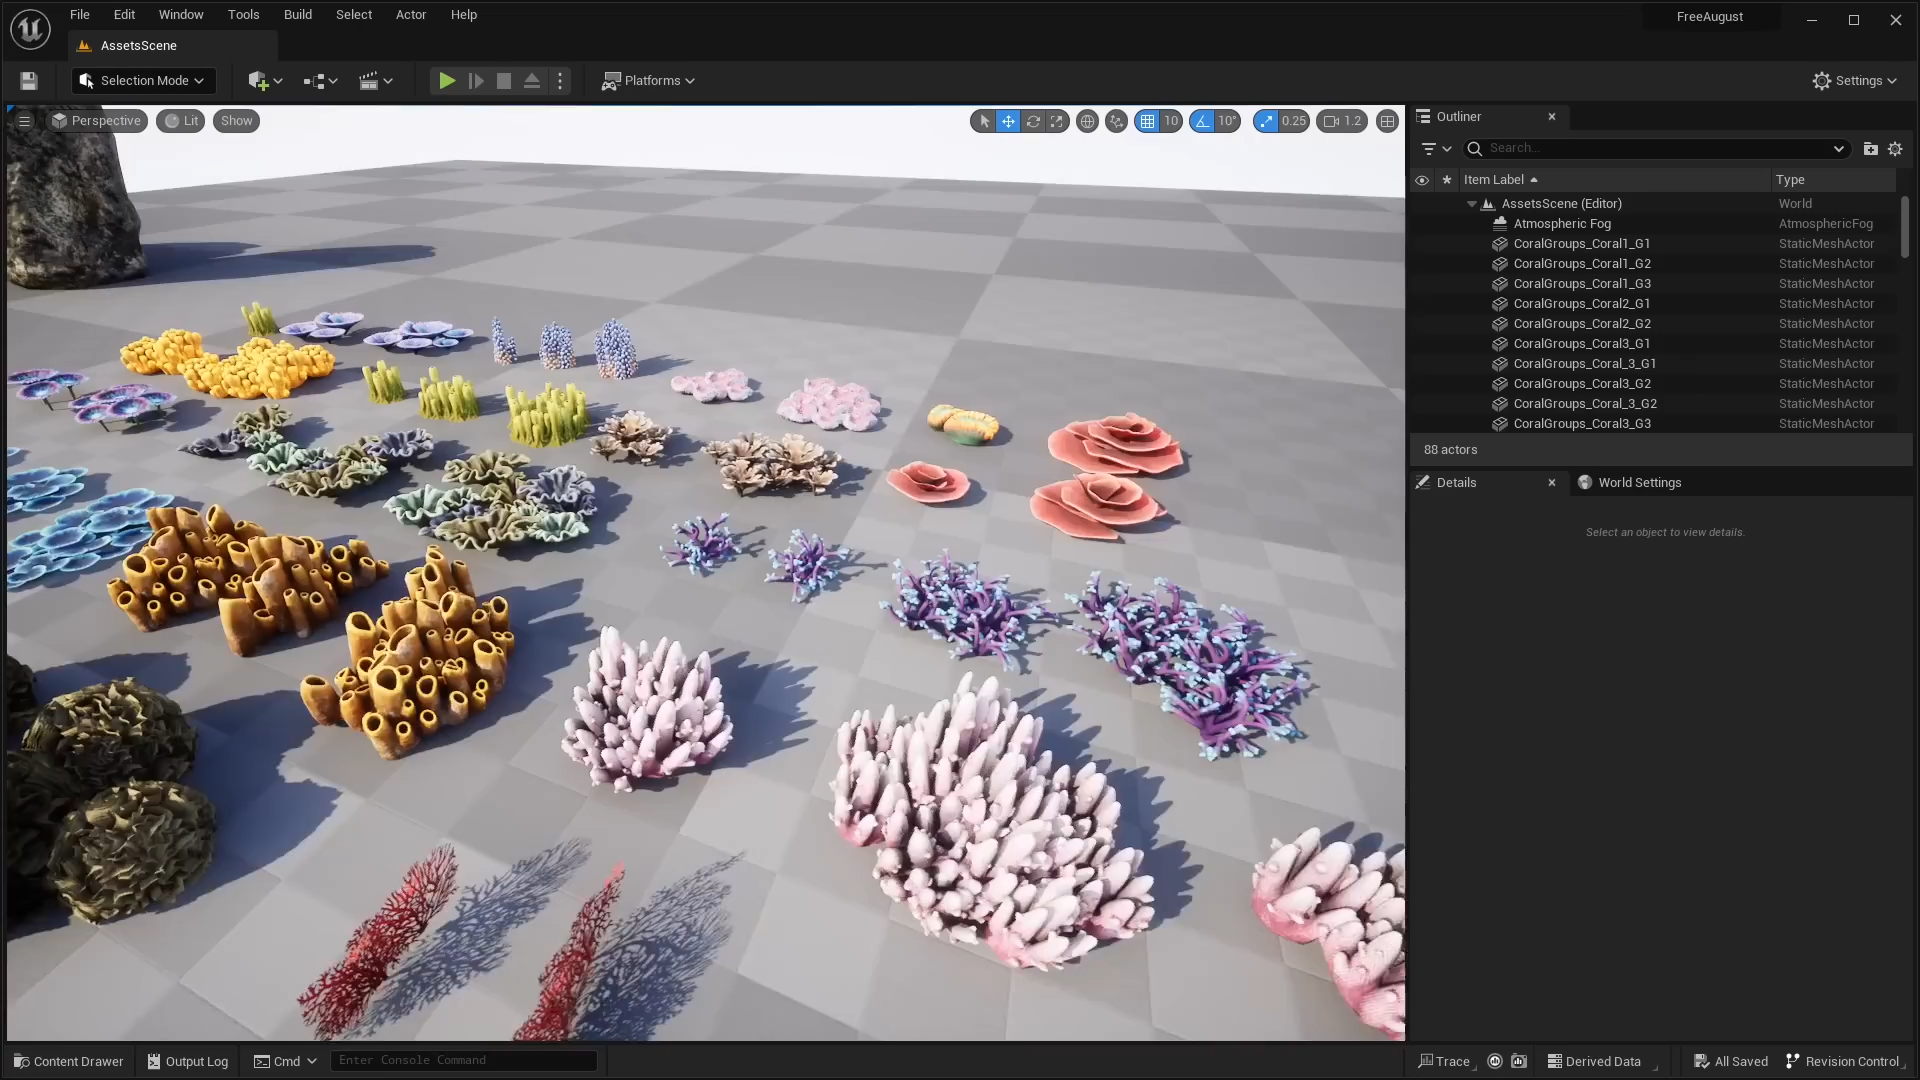 File Edit Window Tools Build Select Actor Help
FreeAugust
AssetsScene
Selection Mode
Platforms
Settings
Perspective Lit Show
10 10° 0.25 1.2
Outliner
Search...
Item Label Type
AssetsScene (Editor) World
Atmospheric Fog AtmosphericFog
CoralGroups_Coral1_G1 StaticMeshActor
CoralGroups_Coral1_G2 StaticMeshActor
CoralGroups_Coral1_G3 StaticMeshActor
CoralGroups_Coral2_G1 StaticMeshActor
CoralGroups_Coral2_G2 StaticMeshActor
CoralGroups_Coral3_G1 StaticMeshActor
CoralGroups_Coral_3_G1 StaticMeshActor
CoralGroups_Coral3_G2 StaticMeshActor
CoralGroups_Coral_3_G2 StaticMeshActor
CoralGroups_Coral3_G3 StaticMeshActor
88 actors
Details World Settings
Select an object to view details.
Content Drawer Output Log Cmd Enter Console Command Trace Derived Data All Saved Revision Control